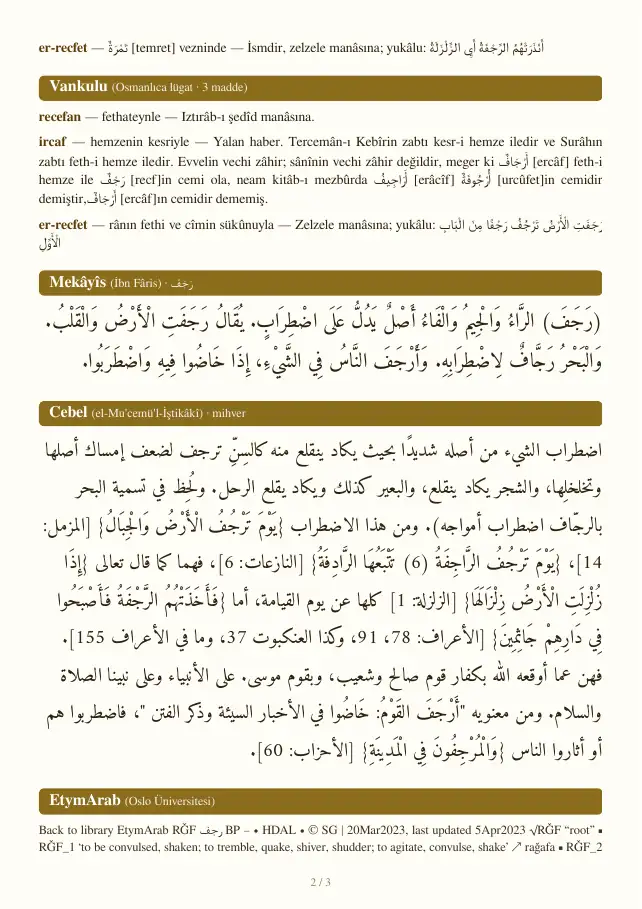 er-recfet — تَمْرَةٌ [temret] vezninde — İsmdir, zelzele manâsına; yukâlu: أَنْذَرَتْهُمُ الرَّجْفَةُ أَيِ الزَّلْزَلَةُ
Vankulu (Osmanlıca lügat · 3 madde)
recefan — fethateynle — Iztırâb-ı şedîd manâsına.
ircaf — hemzenin kesriyle — Yalan haber. Tercemân-ı Kebîrin zabtı kesr-i hemze iledir ve Surâhın
zabtı feth-i hemze iledir. Evvelin vechi zâhir; sânînin vechi zâhir değildir, meger ki أَرْجَافٌ [ercâf] feth-i
hemze ile رَجْفٌ [recf]in cemi ola, neam kitâb-ı mezbûrda أَرَاجِيفُ [erâcîf] أُرْجُوفَةٌ [urcûfet]in cemidir
demiştir, أَرْجَافٌ [ercâf]ın cemidir dememiş.
er-recfet — rânın fethi ve cîmin sükûnuyla — Zelzele manâsına; yukâlu: رَجَفَتِ الْأَرْضُ تَرْجُفُ رَجْفًا مِنَ الْبَابِ
الْأَوَّلِ
Mekâyîs (İbn Fâris) · رَجَفَ
(رَجَفَ) الرَّاءُ وَالْجِيمُ وَالْفَاءُ أَصْلٌ يَدُلُّ عَلَى اضْطِرَابٍ. يُقَالُ رَجَفَتِ الْأَرْضُ وَالْقَلْبُ.
وَالْبَحْرُ رَجَّافٌ لِاضْطِرَابِهِ. وَأَرْجَفَ النَّاسُ فِي الشَّيْءِ، إِذَا خَاضُوا فِيهِ وَاضْطَرَبُوا.
Cebel (el-Mu'cemü'l-İştikâkî) · mihver
اضطراب الشيء من أصله شديدًا بحيث يكاد ينقلع منه كالسِنِّ ترجف لضعف إمساك أصلها
وتخلخلِها، والشجر يكاد ينقلع، والبعير كذلك ويكاد يقلع الرحل. ولُحِظ في تسمية البحر
بالرجّاف اضطراب أمواجه). ومن هذا الاضطراب {يَوْمَ تَرْجُفُ الْأَرْضُ وَالْجِبَالُ} [المزمل:
14]، {يَوْمَ تَرْجُفُ الرَّاجِفَةُ (6) تَتْبَعُهَا الرَّادِفَةُ} [النازعات: 6]، فهما كما قال تعالى {إِذَا
زُلْزِلَتِ الْأَرْضُ زِلْزَالَهَا} [الزلزلة: 1] كلها عن يوم القيامة، أما {فَأَخَذَتْهُمُ الرَّجْفَةُ فَأَصْبَحُوا
فِي دَارِهِمْ جَاثِمِينَ} [الأعراف: 78، 91، وكذا العنكبوت 37، وما في الأعراف 155].
فهن عما أوقعه الله بكفار قوم صالح وشعيب، وبقوم موسى. على الأنبياء وعلى نبينا الصلاة
والسلام. ومن معنويه "أَرْجَفَ القَوْمُ: خَاضُوا في الأخبار السيئة وذكر الفتن "، فاضطربوا هم
أو أثاروا الناس {وَالْمُرْجِفُونَ فِي الْمَدِينَةِ} [الأحزاب: 60].
EtymArab (Oslo Üniversitesi)
Back to library EtymArab RǦF رجف BP – • HDAL • © SG | 20Mar2023, last updated 5Apr2023 √RǦF “root” ▪
RǦF_1 ‘to be convulsed, shaken; to tremble, quake, shiver, shudder; to agitate, convulse, shake’ ↗ raǧafa ▪ RǦF_2
2 / 3